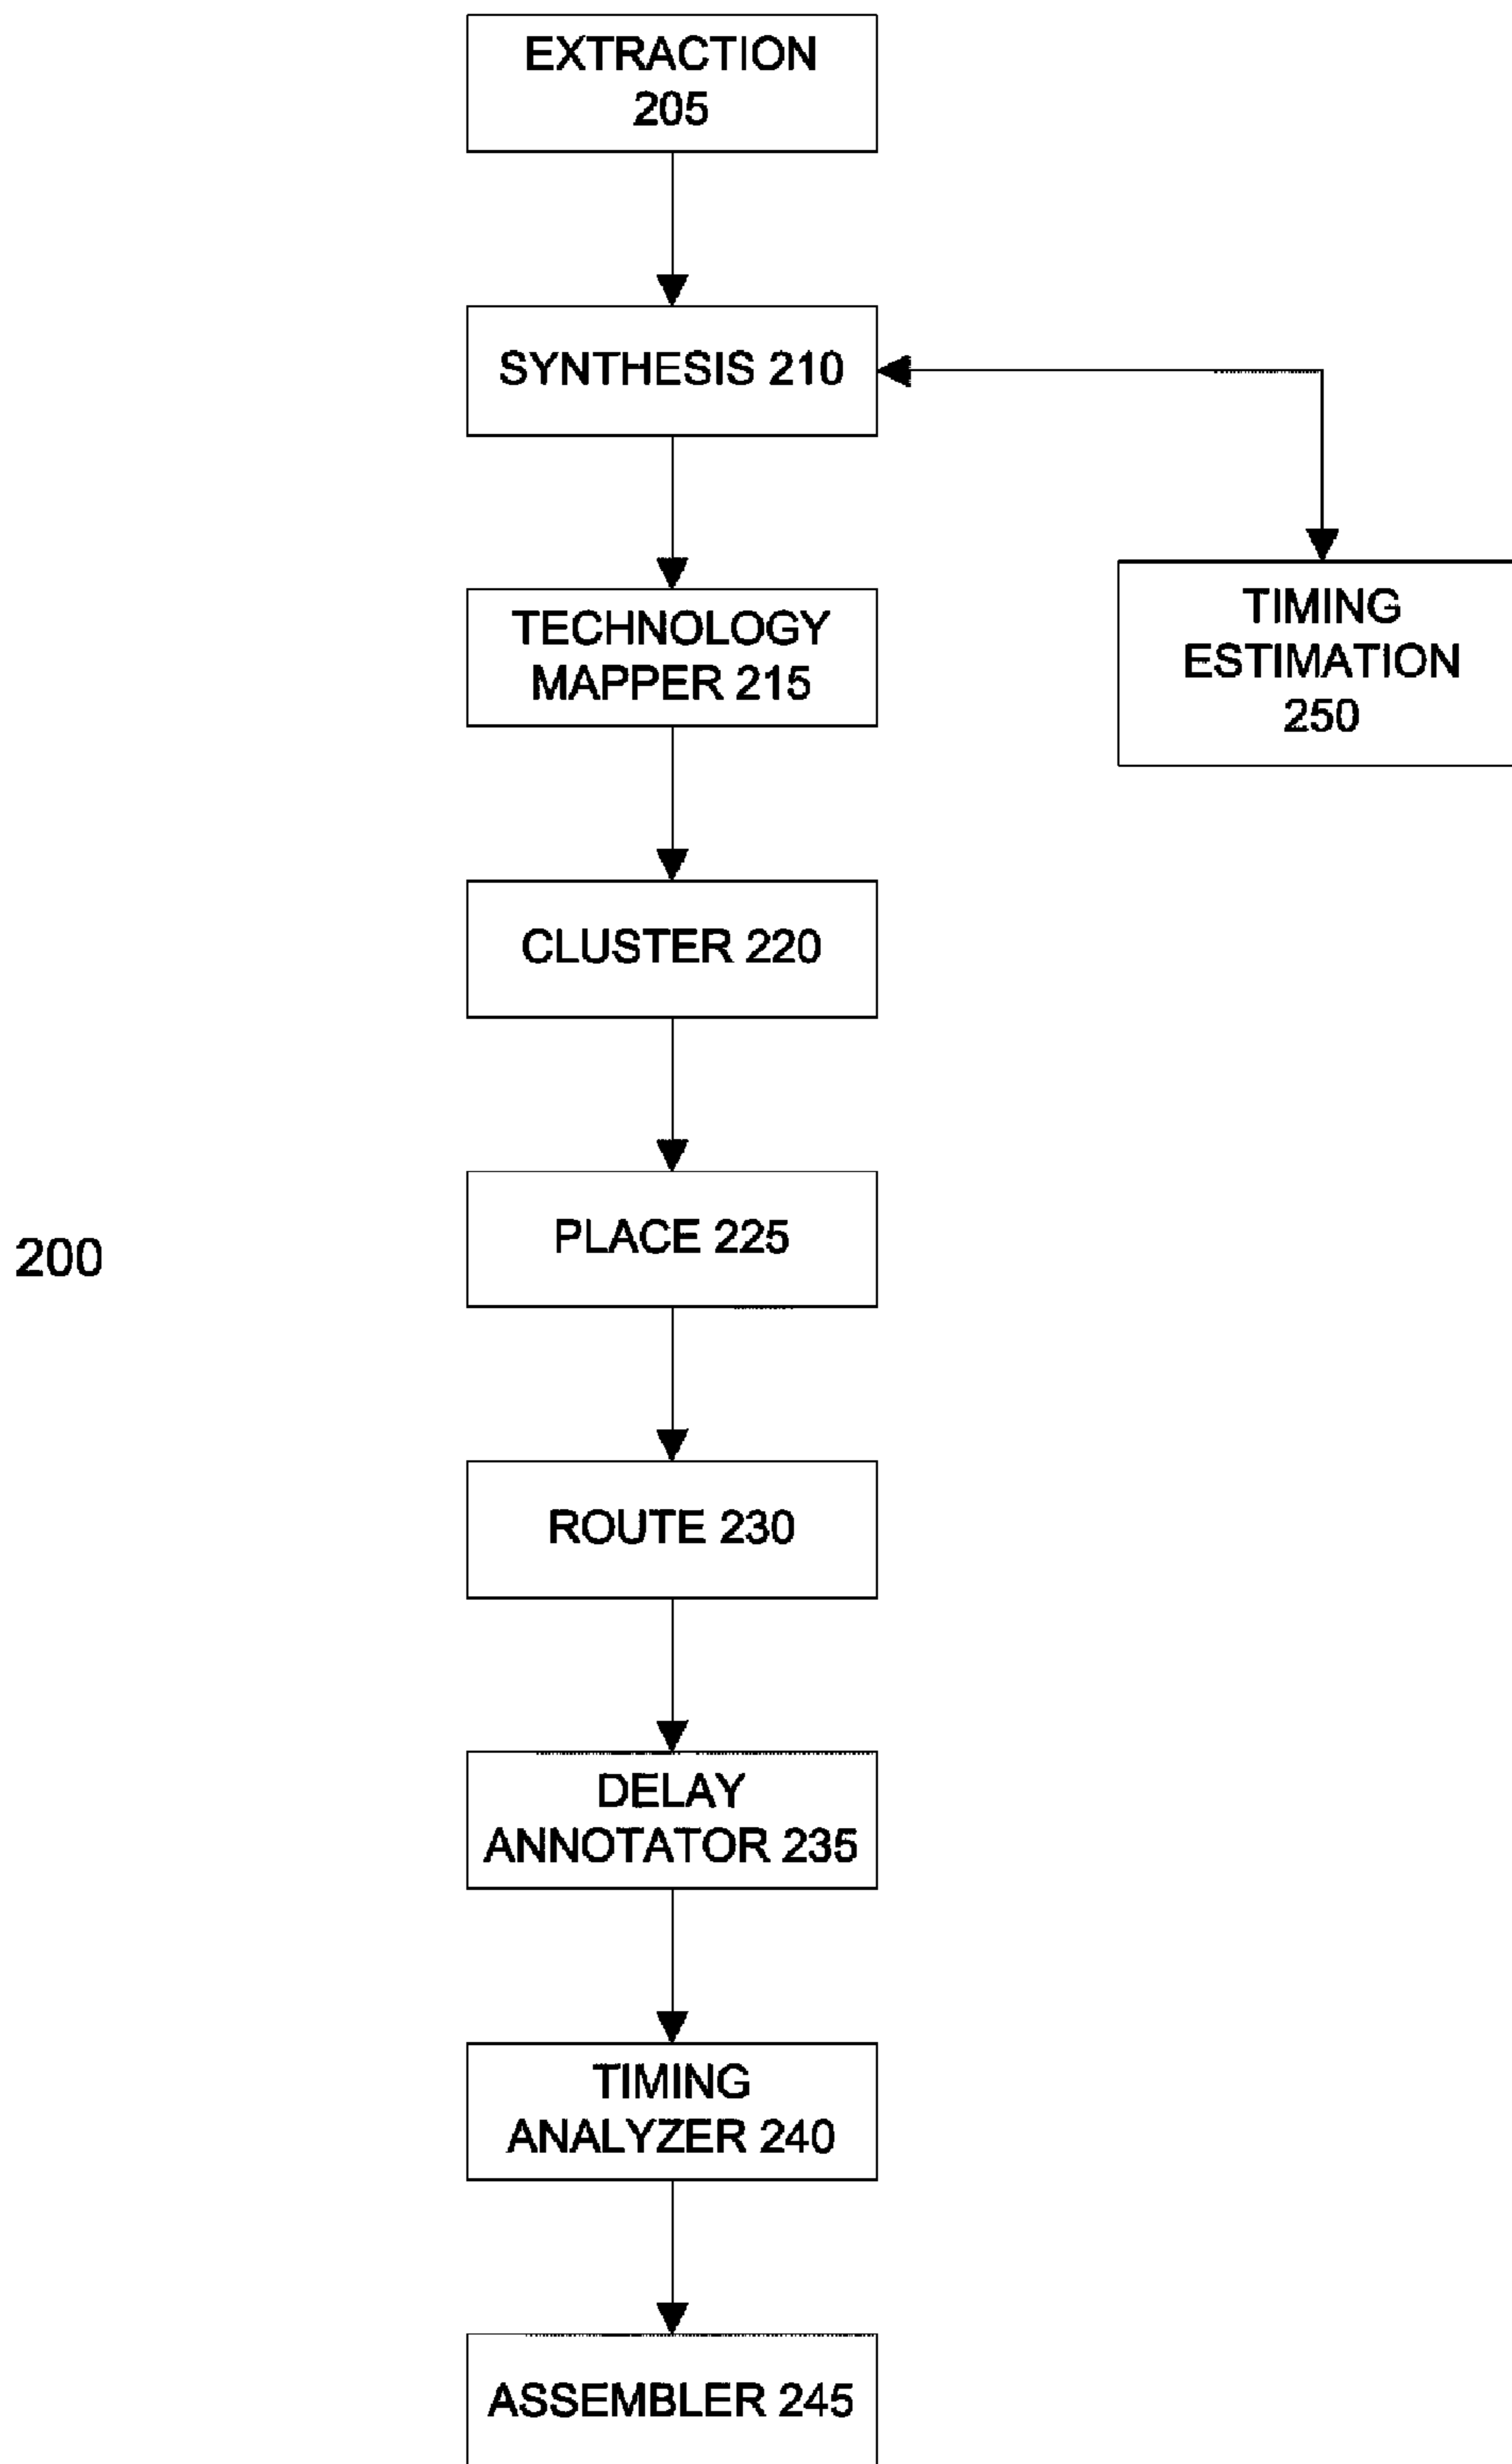 EXTRACTION
205
SYNTHESIS 210
TECHNOLOGY
MAPPER 215
TIMING
ESTIMATION
250
CLUSTER 220
PLACE 225
200
ROUTE 230
DELAY
ANNOTATOR 235
TIMING
ANALYZER 240
ASSEMBLER 245